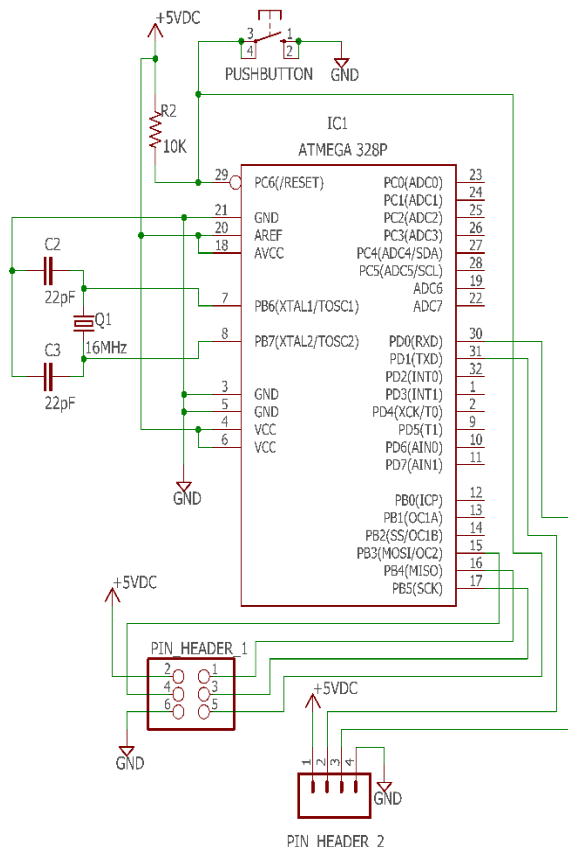 +5VDC
3
1
4
2
PUSHBUTTON
GND
R2
10K
IC1
ATMEGA 328P
29
PC6(/RESET)
PC0(ADC0)
23
PC1(ADC1)
24
21
GND
PC2(ADC2)
25
20
AREF
PC3(ADC3)
26
18
AVCC
PC4(ADC4/SDA)
27
PC5(ADC5/SCL)
28
ADC6
19
ADC7
22
C2
22pF
7
PB6(XTAL1/TOSC1)
Q1
16MHz
8
PB7(XTAL2/TOSC2)
C3
22pF
PD0(RXD)
30
PD1(TXD)
31
PD2(INT0)
32
3
GND
PD3(INT1)
1
5
GND
PD4(XCK/T0)
2
4
VCC
PD5(T1)
9
6
VCC
PD6(AIN0)
10
PD7(AIN1)
11
GND
PB0(ICP)
12
PB1(OC1A)
13
PB2(SS/OC1B)
14
PB3(MOSI/OC2)
15
PB4(MISO)
16
PB5(SCK)
17
+5VDC
PIN_HEADER_1
2
1
4
3
6
5
GND
+5VDC
1
2
3
4
GND
PIN_HEADER_2